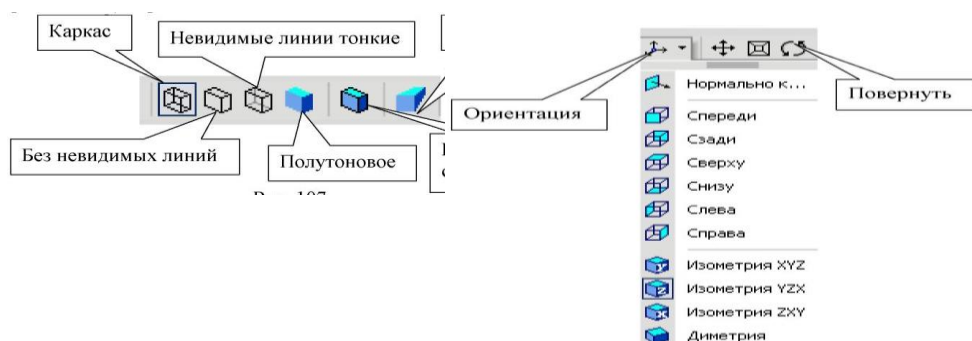 Каркас
Невидимые линии тонкие
Без невидимых линий
Полутоновое
Ориентация
Повернуть
Нормально к...
Спереди
Сзади
Сверху
Снизу
Слева
Справа
Изометрия XYZ
Изометрия YZX
Изометрия ZXY
Диметрия